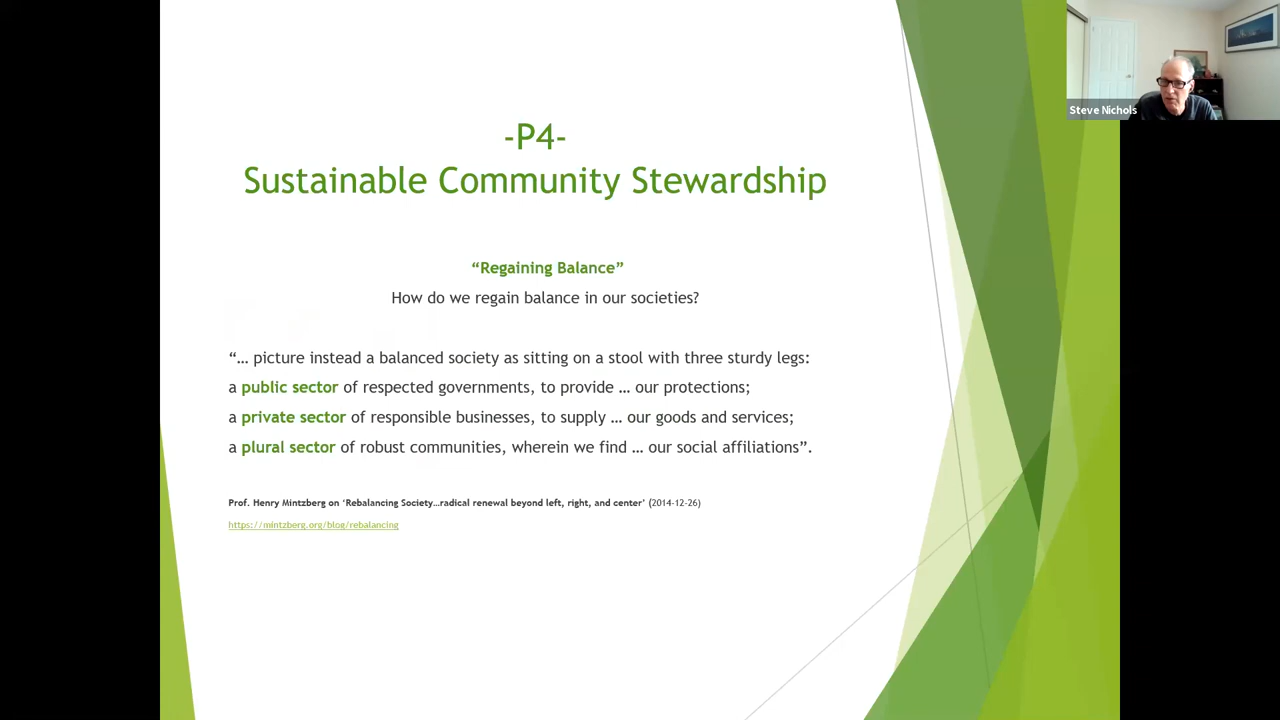 -P4-
Sustainable Community Stewardship
“Regaining Balance”
How do we regain balance in our societies?
“… picture instead a balanced society as sitting on a stool with three sturdy legs:
a public sector of respected governments, to provide … our protections;
a private sector of responsible businesses, to supply … our goods and services;
a plural sector of robust communities, wherein we find … our social affiliations”.
Prof. Henry Mintzberg on ‘Rebalancing Society…radical renewal beyond left, right, and center’ (2014-12-26)
https://mintzberg.org/blog/rebalancing
Steve Nichols